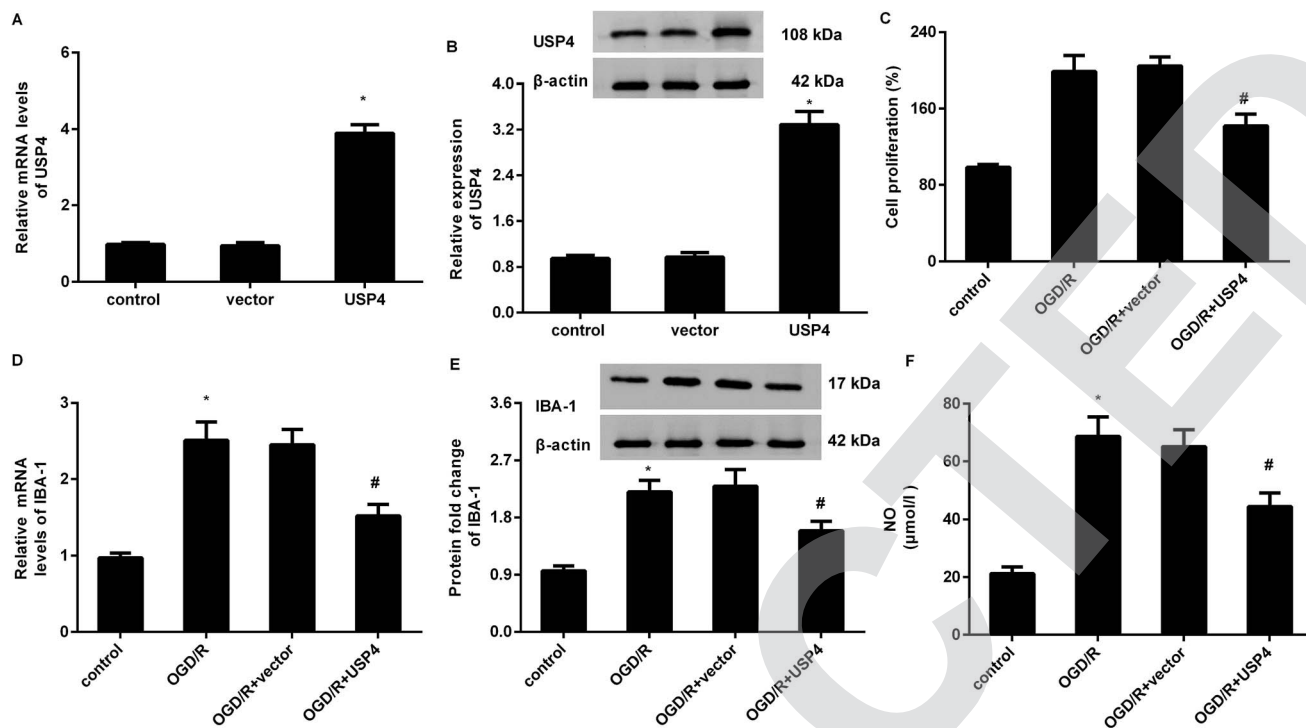 A
Relative mRNA levels
of USP4
6
4
2
1
0
*
control vector USP4
B
USP4 108 kDa
β-actin 42 kDa
Relative expression
of USP4
4.0
3.2
2.4
1.6
0.8
0.0
*
control vector USP4
C
Cell proliferation (%)
240
160
80
0
#
control OGD/R OGD/R+vector OGD/R+USP4
D
Relative mRNA
levels of IBA-1
3
2
1
0
*
#
control OGD/R OGD/R+vector OGD/R+USP4
E
IBA-1 17 kDa
β-actin 42 kDa
Protein fold change
of IBA-1
3.6
2.7
1.8
0.9
0.0
*
#
control OGD/R OGD/R+vector OGD/R+USP4
F
NO
(μmol/l )
80
60
40
20
0
*
#
control OGD/R OGD/R+vector OGD/R+USP4
CTED